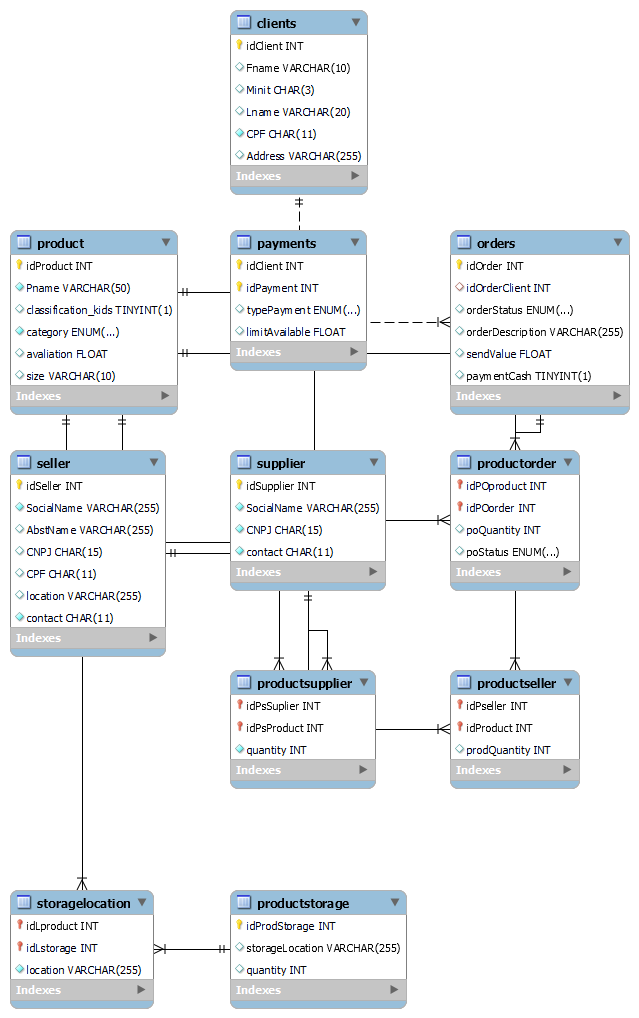 clients
idClient INT
Fname VARCHAR(10)
Minit CHAR(3)
Lname VARCHAR(20)
CPF CHAR(11)
Address VARCHAR(255)
Indexes
product
idProduct INT
Pname VARCHAR(50)
classification_kids TINYINT(1)
category ENUM(...)
avaliation FLOAT
size VARCHAR(10)
Indexes
payments
idClient INT
idPayment INT
typePayment ENUM(...)
limitAvailable FLOAT
Indexes
orders
idOrder INT
idOrderClient INT
orderStatus ENUM(...)
orderDescription VARCHAR(255)
sendValue FLOAT
paymentCash TINYINT(1)
Indexes
seller
idSeller INT
SocialName VARCHAR(255)
AbstName VARCHAR(255)
CNPJ CHAR(15)
CPF CHAR(11)
location VARCHAR(255)
contact CHAR(11)
Indexes
supplier
idSupplier INT
SocialName VARCHAR(255)
CNPJ CHAR(15)
contact CHAR(11)
Indexes
productorder
idPOproduct INT
idPOorder INT
poQuantity INT
poStatus ENUM(...)
Indexes
productsupplier
idPsSuplier INT
idPsProduct INT
quantity INT
Indexes
productseller
idPseller INT
idProduct INT
prodQuantity INT
Indexes
storagelocation
idLproduct INT
idLstorage INT
location VARCHAR(255)
Indexes
productstorage
idProdStorage INT
storageLocation VARCHAR(255)
quantity INT
Indexes